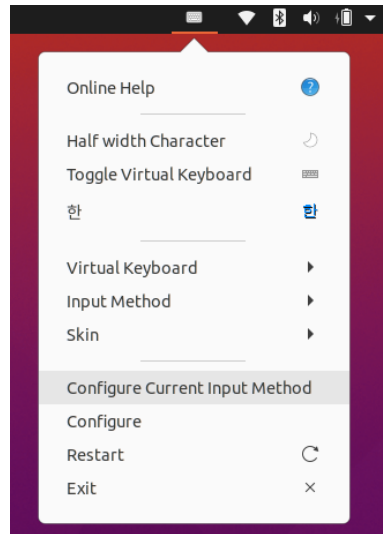 Online Help
Half width Character
Toggle Virtual Keyboard
한 한
Virtual Keyboard
Input Method
Skin
Configure Current Input Method
Configure
Restart
Exit